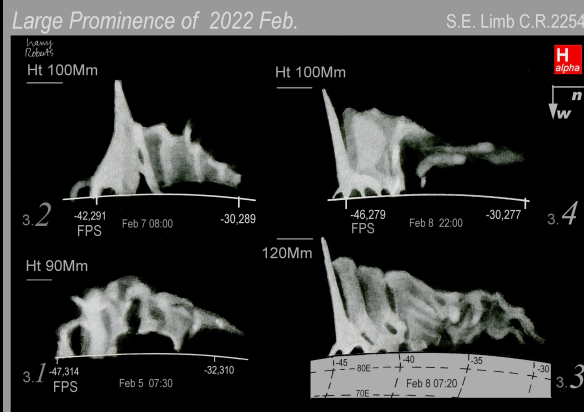 Large Prominence of 2022 Feb.
S.E. Limb C.R.2254
Harry
Roberts
Ht 100Mm
Ht 100Mm
H
alpha
n
w
-42,291
FPS
Feb 7 08:00
-30,289
3.2
-46,279
FPS
Feb 8 22:00
-30,277
3.4
Ht 90Mm
120Mm
-47,314
FPS
Feb 5 07:30
-32,310
3.1
-45
-40
-35
-30
80E
70E
Feb 8 07:20
3.3